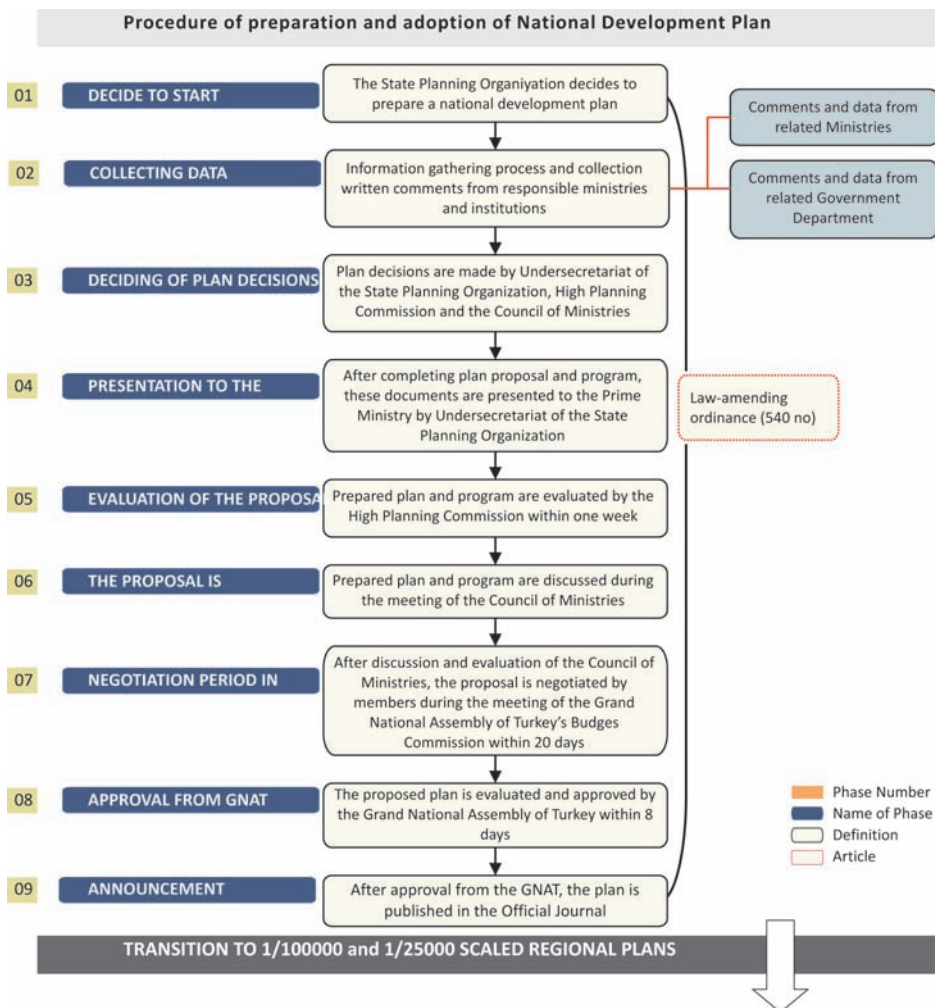 Procedure of preparation and adoption of National Development Plan
01
DECIDE TO START
The State Planning Organiyation decides to
prepare a national development plan
Comments and data from
related Ministries
02
COLLECTING DATA
Information gathering process and collection
written comments from responsible ministries
and institutions
Comments and data from
related Government
Department
03
DECIDING OF PLAN DECISIONS
Plan decisions are made by Undersecretariat of
the State Planning Organization, High Planning
Commission and the Council of Ministries
04
PRESENTATION TO THE
After completing plan proposal and program,
these documents are presented to the Prime
Ministry by Undersecretariat of the State
Planning Organization
Law-amending
ordinance (540 no)
05
EVALUATION OF THE PROPOSA
Prepared plan and program are evaluated by the
High Planning Commission within one week
06
THE PROPOSAL IS
Prepared plan and program are discussed during
the meeting of the Council of Ministries
07
NEGOTIATION PERIOD IN
After discussion and evaluation of the Council of
Ministries, the proposal is negotiated by
members during the meeting of the Grand
National Assembly of Turkey's Budges
Commission within 20 days
08
APPROVAL FROM GNAT
The proposed plan is evaluated and approved by
the Grand National Assembly of Turkey within 8
days
Phase Number
Name of Phase
Definition
Article
09
ANNOUNCEMENT
After approval from the GNAT, the plan is
published in the Official Journal
TRANSITION TO 1/100000 and 1/25000 SCALED REGIONAL PLANS